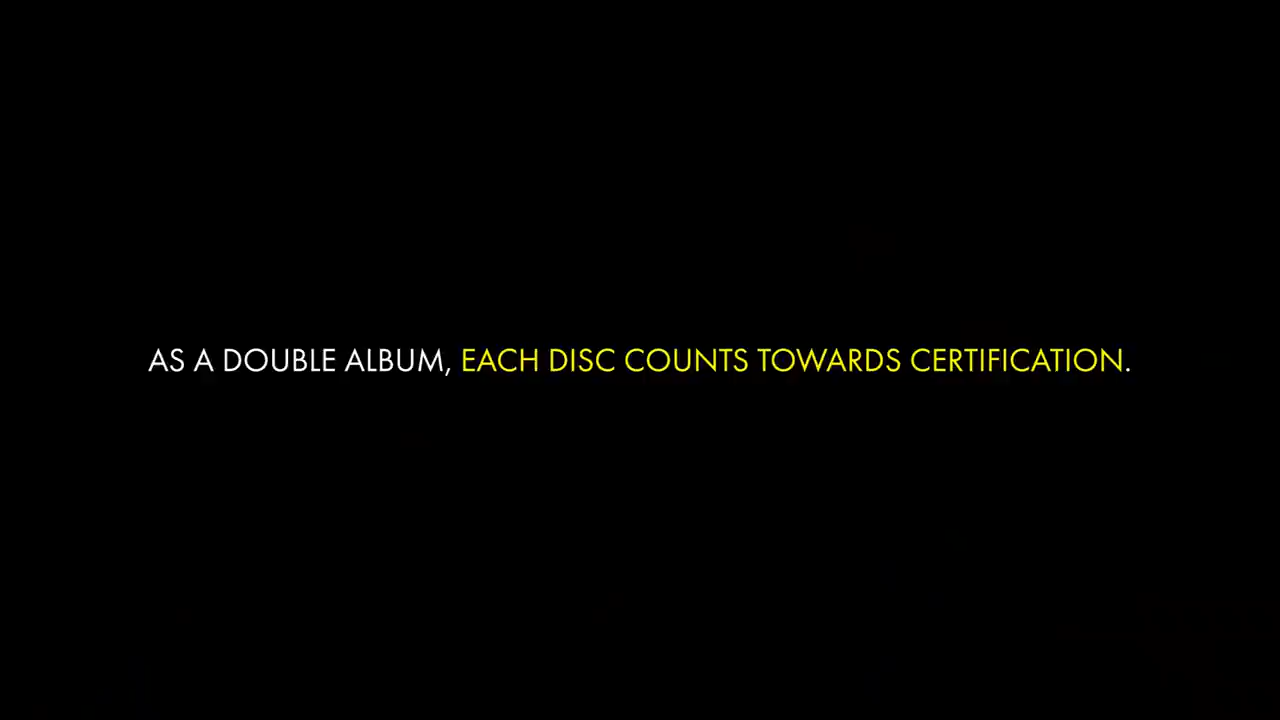 AS A DOUBLE ALBUM, EACH DISC COUNTS TOWARDS CERTIFICATION.